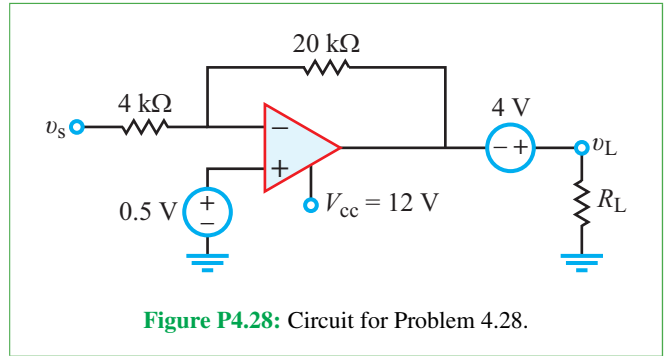 20 kΩ
4 kΩ
4 V
υs
−
− +
υL
+
0.5 V
+
−
Vcc = 12 V
RL
Figure P4.28: Circuit for Problem 4.28.